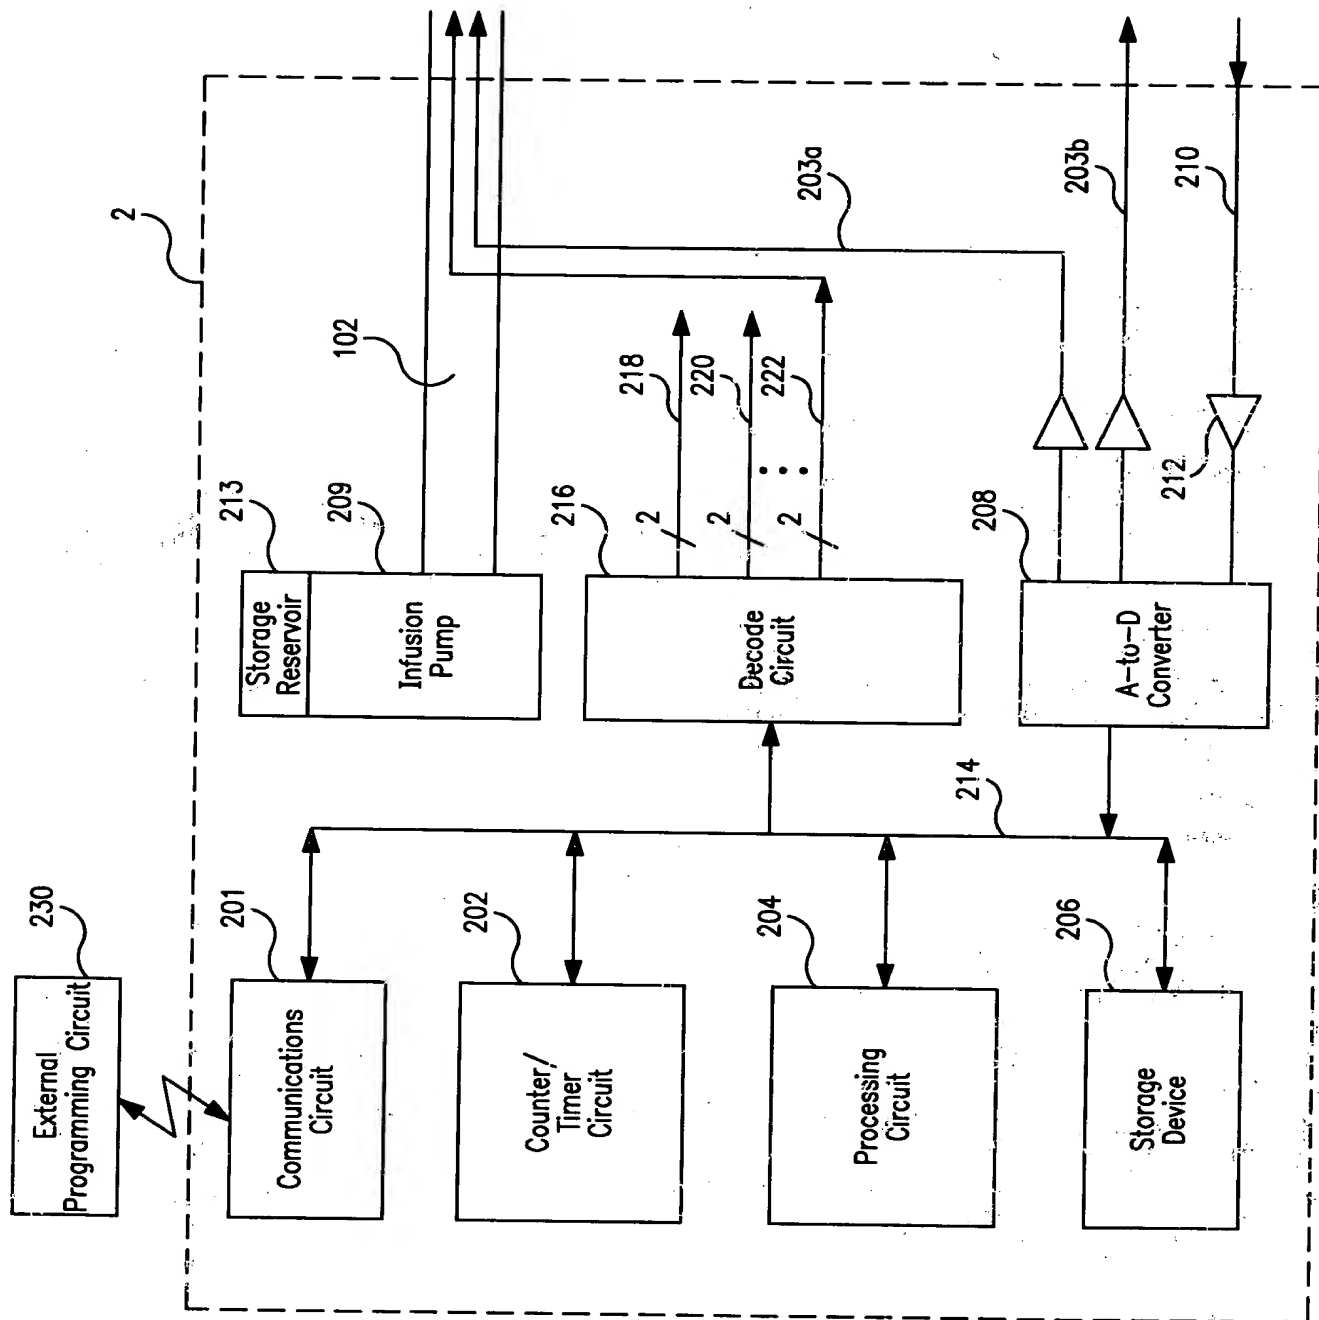 External
Programming Circuit
230
2
Communications
Circuit
201
Counter/
Timer
Circuit
202
Processing
Circuit
204
Storage
Device
206
214
Storage
Reservoir
213
Infusion
Pump
209
102
Decode
Circuit
216
2
218
2
220
2
222
A-to-D
Converter
208
203a
203b
210
212